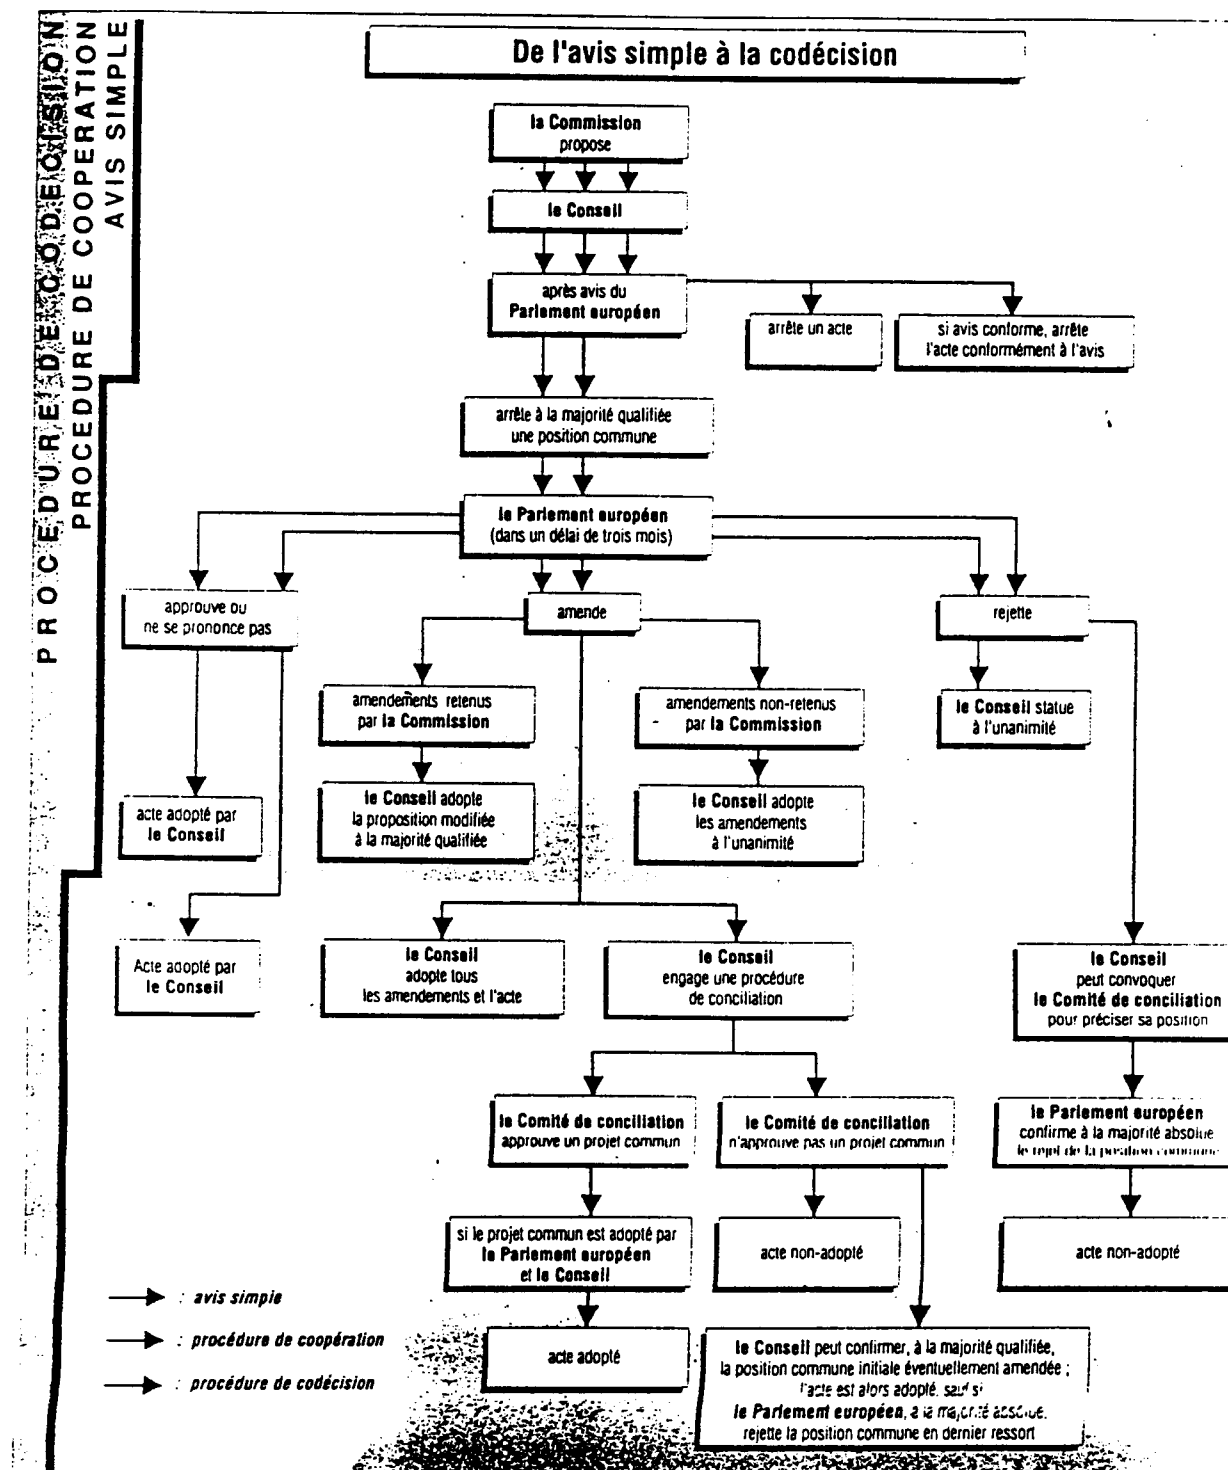 De l'avis simple à la codécision
PROCEDURE DE CODECISION
PROCEDURE DE COOPERATION
AVIS SIMPLE
la Commission
propose
le Conseil
après avis du
Parlement européen
arrête un acte
si avis conforme, arrête
l'acte conformément à l'avis
arrête à la majorité qualifiée
une position commune
le Parlement européen
(dans un délai de trois mois)
approuve ou
ne se prononce pas
amende
rejette
amendements retenus
par la Commission
amendements non-retenus
par la Commission
le Conseil statue
à l'unanimité
acte adopté par
le Conseil
le Conseil adopte
la proposition modifiée
à la majorité qualifiée
le Conseil adopte
les amendements
à l'unanimité
Acte adopté par
le Conseil
le Conseil
adopte tous
les amendements et l'acte
le Conseil
engage une procédure
de conciliation
le Conseil
peut convoquer
le Comité de conciliation
pour préciser sa position
le Comité de conciliation
approuve un projet commun
le Comité de conciliation
n'approuve pas un projet commun
le Parlement européen
confirme à la majorité absolue
le rejet de la position commune
si le projet commun est adopté par
le Parlement européen
et le Conseil
acte non-adopté
acte non-adopté
acte adopté
le Conseil peut confirmer, à la majorité qualifiée,
la position commune initiale éventuellement amendée ;
l'acte est alors adopté, sauf si
le Parlement européen, à la majorité absolue,
rejette la position commune en dernier ressort
: avis simple
: procédure de coopération
: procédure de codécision